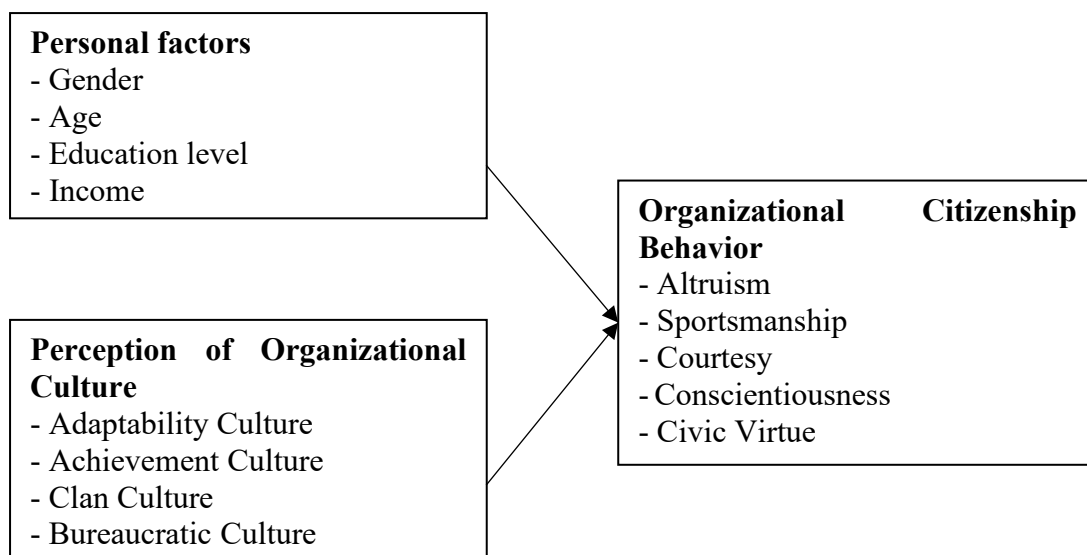 Personal factors
- Gender
- Age
- Education level
- Income
Organizational Citizenship
Behavior
- Altruism
- Sportsmanship
- Courtesy
- Conscientiousness
- Civic Virtue
Perception of Organizational
Culture
- Adaptability Culture
- Achievement Culture
- Clan Culture
- Bureaucratic Culture